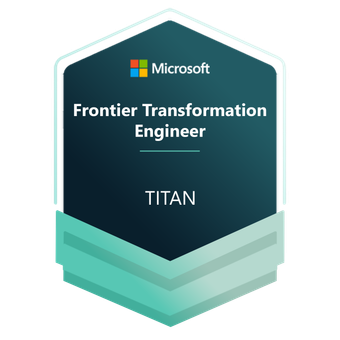 Microsoft
Frontier Transformation
Engineer
TITAN